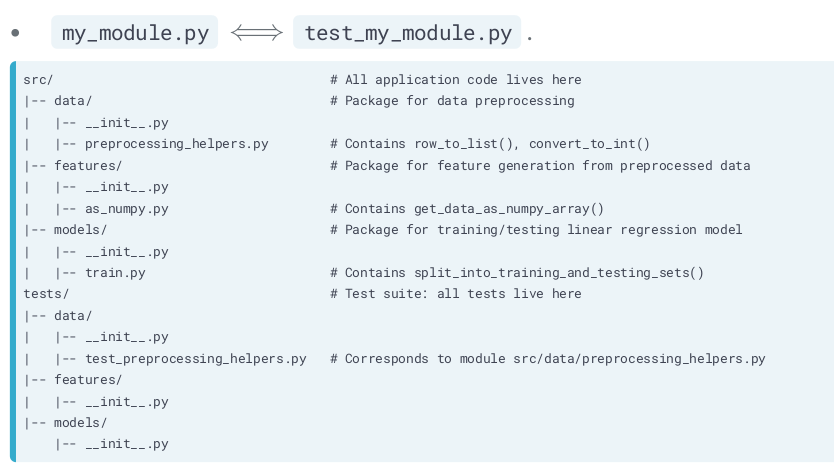 • my_module.py ⟺ test_my_module.py .
src/                                    # All application code lives here
|-- data/                               # Package for data preprocessing
|   |-- __init__.py
|   |-- preprocessing_helpers.py        # Contains row_to_list(), convert_to_int()
|-- features/                           # Package for feature generation from preprocessed data
|   |-- __init__.py
|   |-- as_numpy.py                     # Contains get_data_as_numpy_array()
|-- models/                             # Package for training/testing linear regression model
|   |-- __init__.py
|   |-- train.py                        # Contains split_into_training_and_testing_sets()
tests/                                  # Test suite: all tests live here
|-- data/
|   |-- __init__.py
|   |-- test_preprocessing_helpers.py   # Corresponds to module src/data/preprocessing_helpers.py
|-- features/
|   |-- __init__.py
|-- models/
    |-- __init__.py